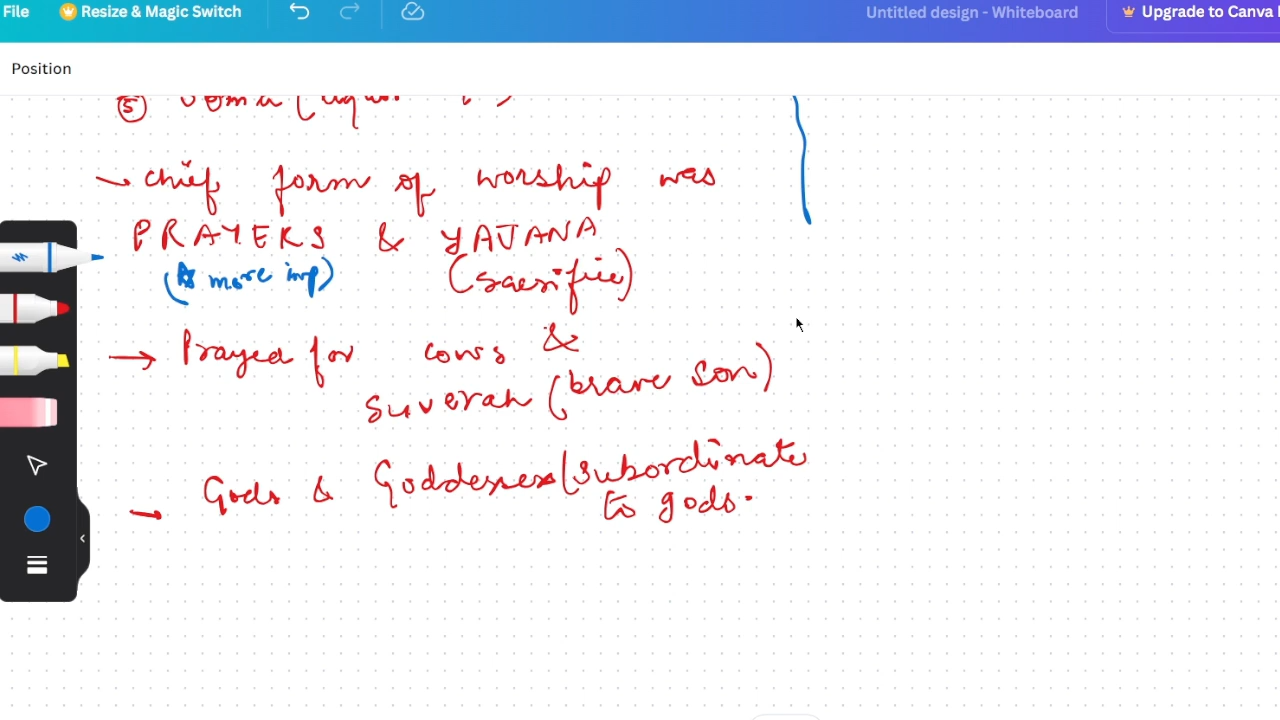 File Resize & Magic Switch Untitled design - Whiteboard Upgrade to Canva
Position
→ chief form of worship was
PRAYERS & YAJANA
(☆ more imp) (sacrifice)
→ Prayed for cows &
suverah (brave son)
→ Gods & Goddesses (subordinate
to gods.